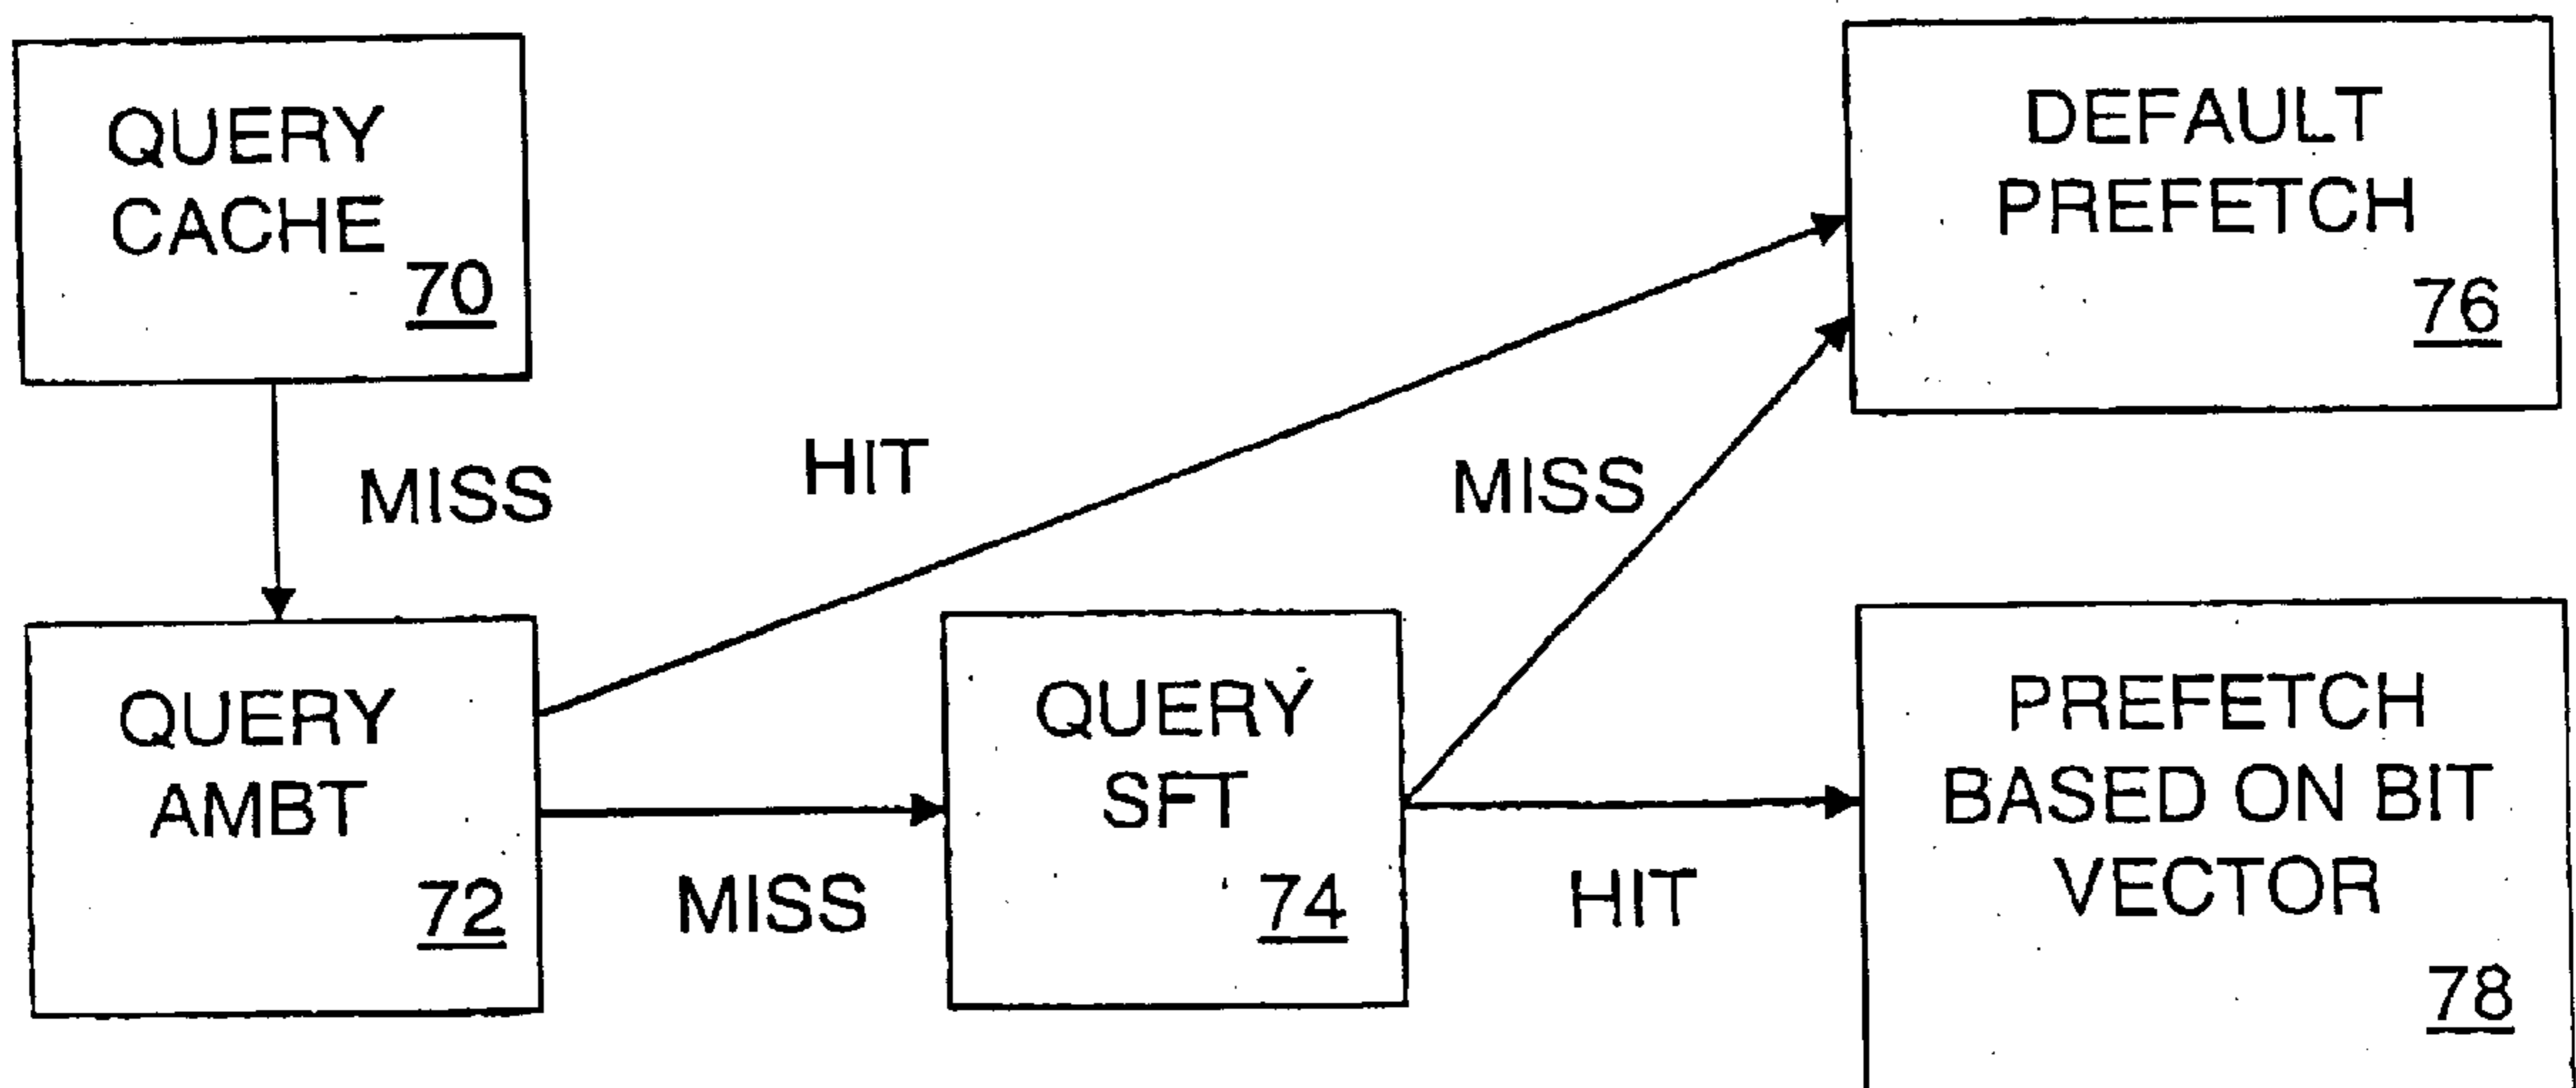 QUERY
CACHE
70
DEFAULT
PREFETCH
76
MISS
HIT
MISS
QUERY
AMBT
72
MISS
QUERY
SFT
74
HIT
PREFETCH
BASED ON BIT
VECTOR
78